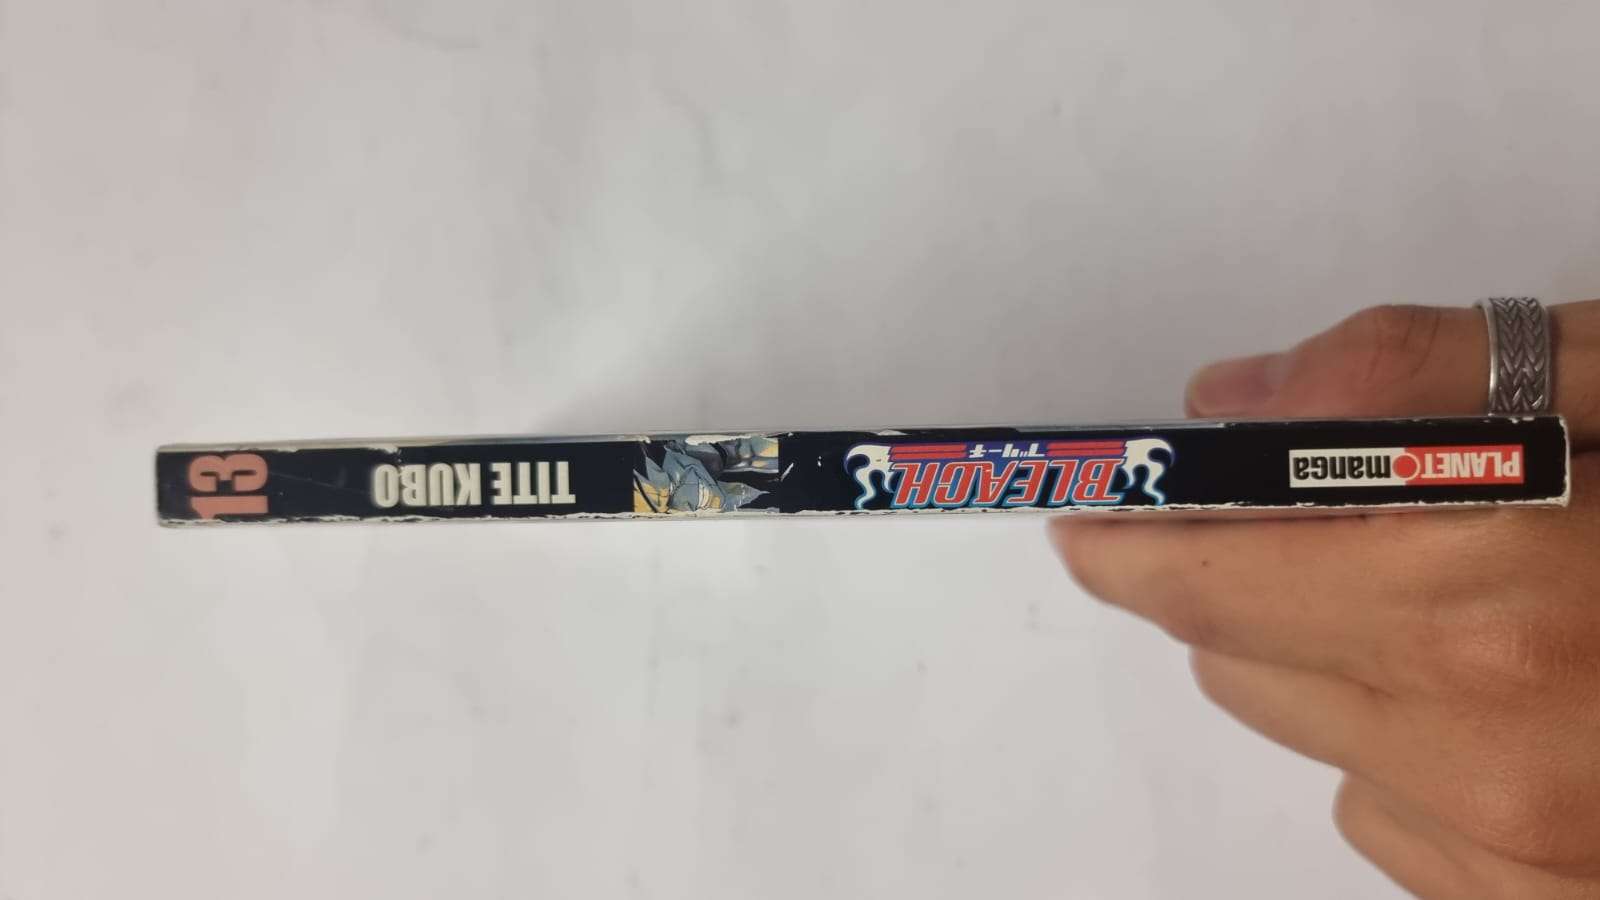 PLANET manga
BLEACH
ブリーチ
TITE KUBO
13